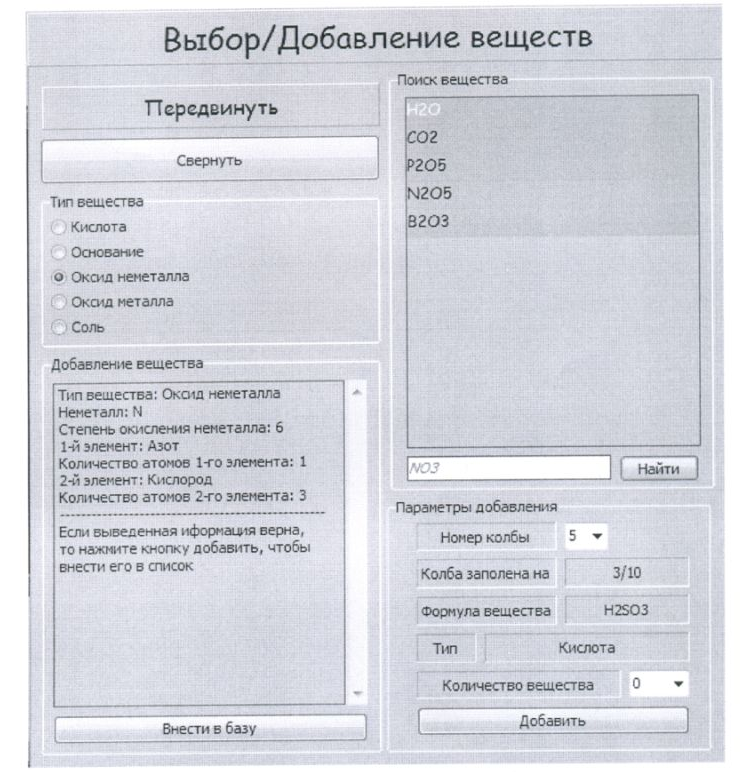 Выбор/Добавление веществ
Передвинуть
Свернуть
Тип вещества
Кислота
Основание
Оксид неметалла
Оксид металла
Соль
Добавление вещества
Тип вещества: Оксид неметалла
Неметалл: N
Степень окисления неметалла: 6
1-й элемент: Азот
Количество атомов 1-го элемента: 1
2-й элемент: Кислород
Количество атомов 2-го элемента: 3
Если выведенная иформация верна,
то нажмите кнопку добавить, чтобы
внести его в список
Внести в базу
Поиск вещества
H2O
CO2
P2O5
N2O5
B2O3
NO3
Найти
Параметры добавления
Номер колбы 5
Колба заполена на 3/10
Формула вещества H2SO3
Тип Кислота
Количество вещества 0
Добавить